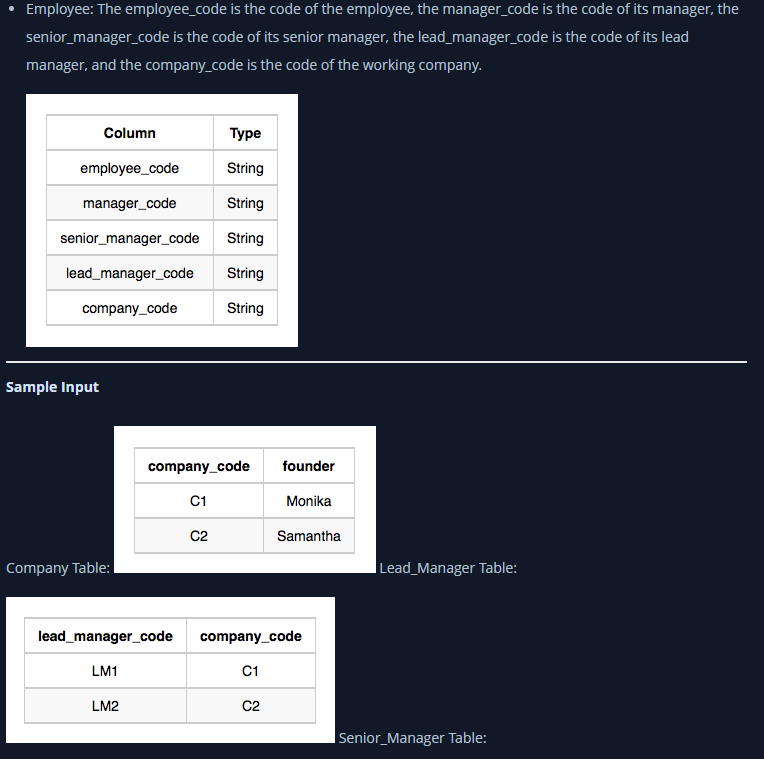 • Employee: The employee_code is the code of the employee, the manager_code is the code of its manager, the
senior_manager_code is the code of its senior manager, the lead_manager_code is the code of its lead
manager, and the company_code is the code of the working company.
Column Type
employee_code String
manager_code String
senior_manager_code String
lead_manager_code String
company_code String
Sample Input
company_code founder
C1 Monika
C2 Samantha
Company Table: Lead_Manager Table:
lead_manager_code company_code
LM1 C1
LM2 C2
Senior_Manager Table: